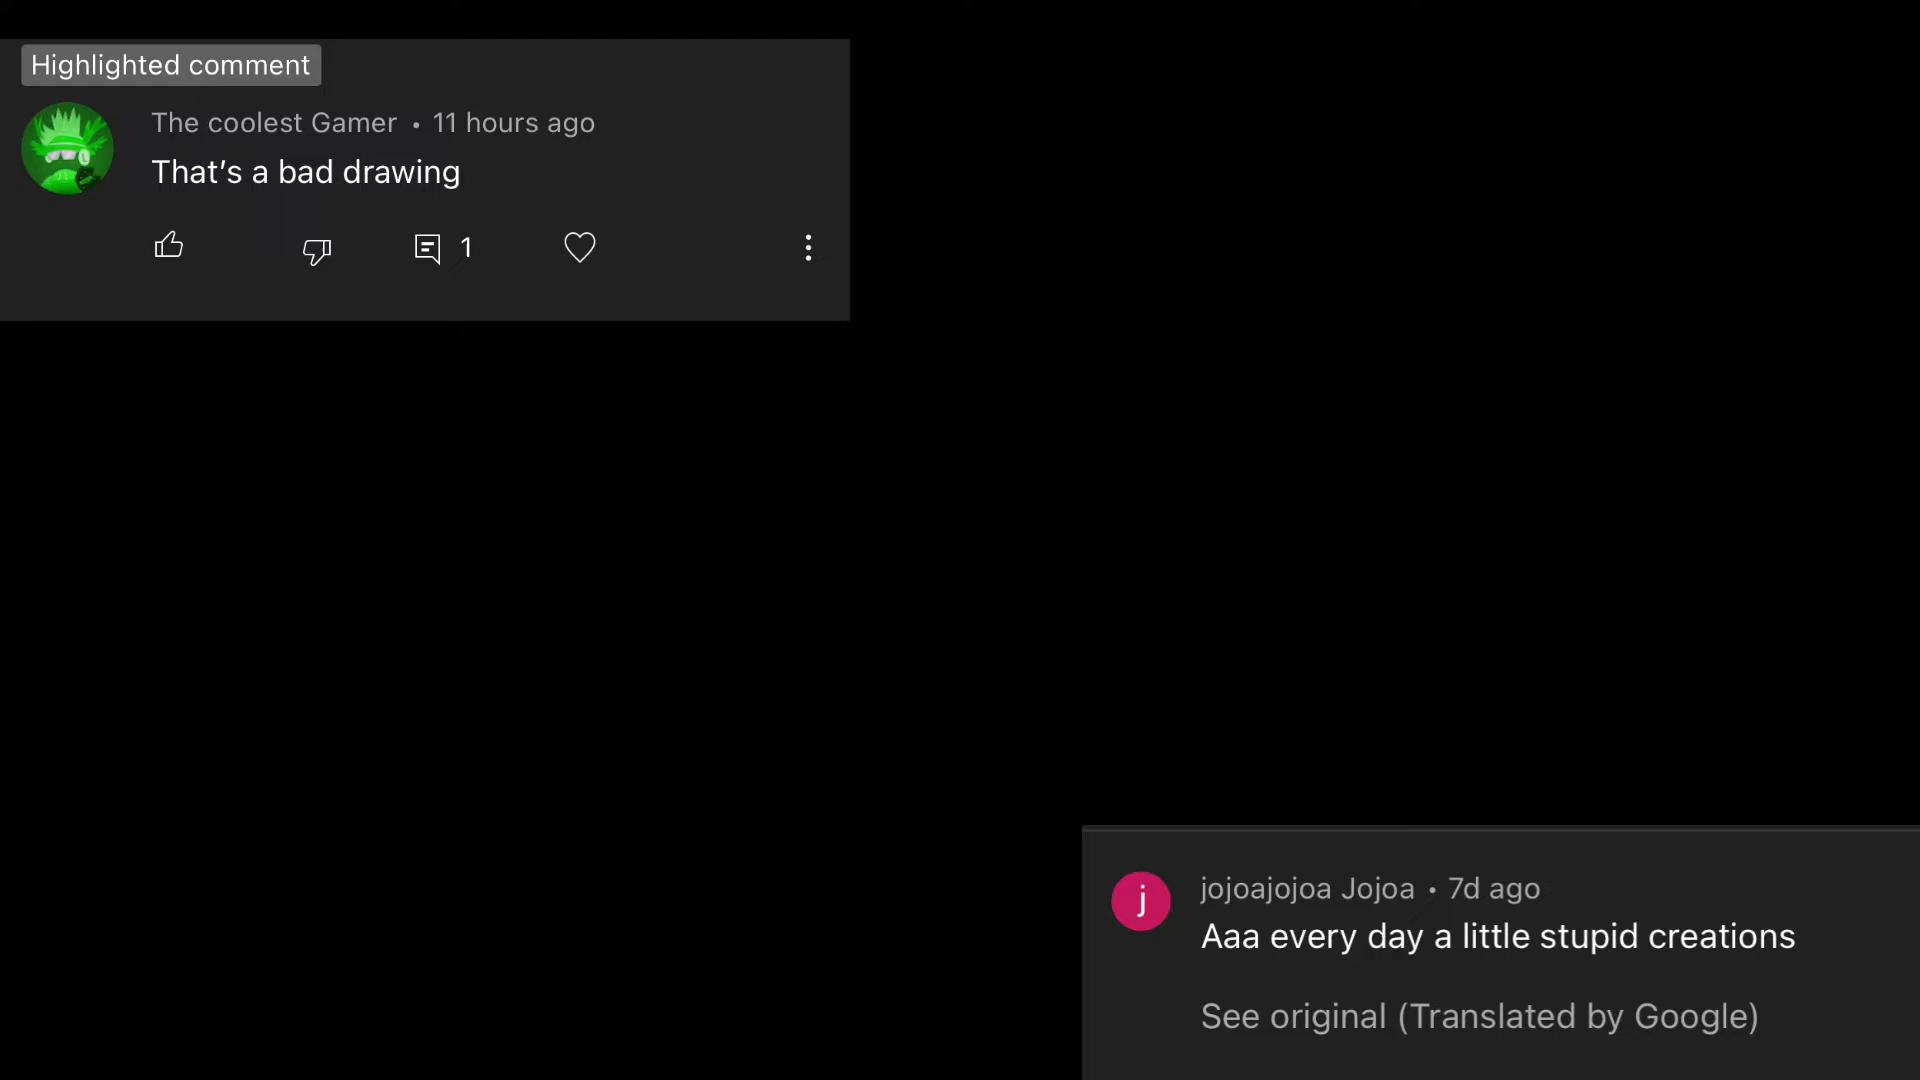 Highlighted comment
The coolest Gamer • 11 hours ago
That’s a bad drawing
1
j
jojoajojoa Jojoa • 7d ago
Aaa every day a little stupid creations
See original (Translated by Google)